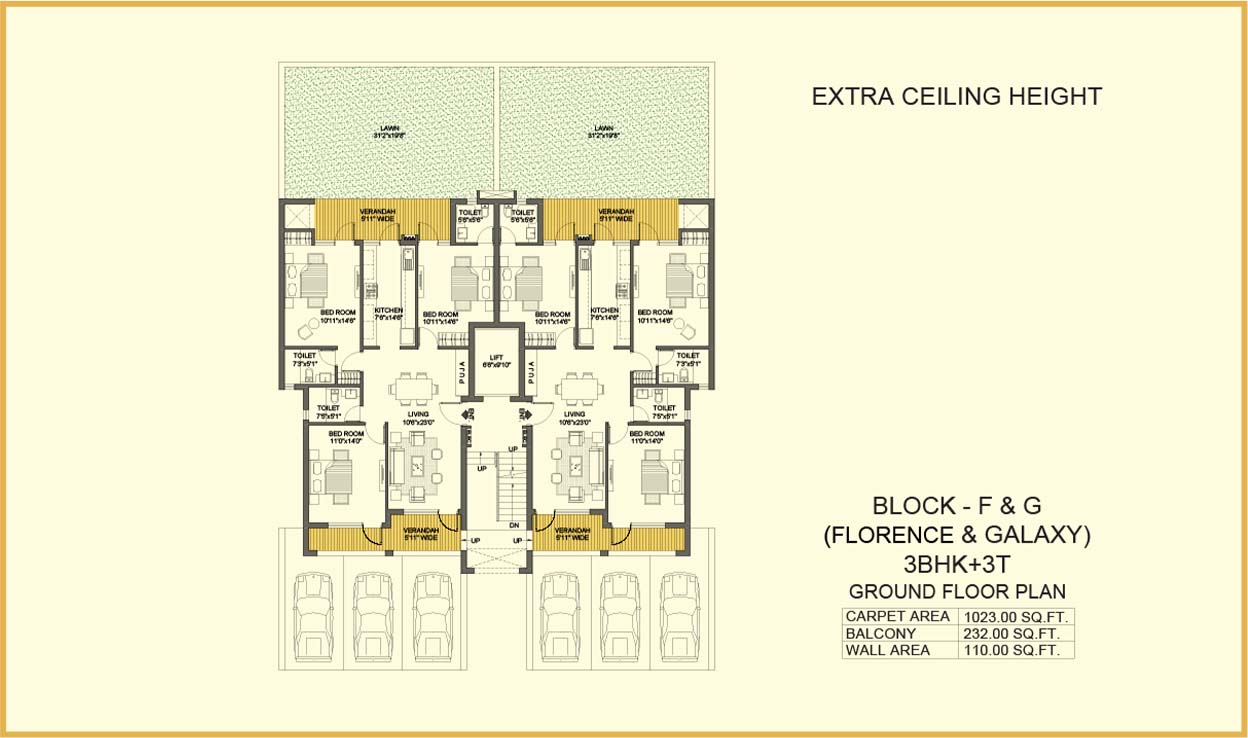 EXTRA CEILING HEIGHT
LAWN
31'2"x19'8"
LAWN
31'2"x19'8"
VERANDAH
5'11" WIDE
TOILET
5'6"x5'6"
TOILET
5'6"x5'6"
VERANDAH
5'11" WIDE
BED ROOM
10'11"x14'6"
KITCHEN
7'6"x14'6"
BED ROOM
10'11"x14'6"
BED ROOM
10'11"x14'6"
KITCHEN
7'6"x14'6"
BED ROOM
10'11"x14'6"
TOILET
7'3"x5'1"
PUJA
LIFT
6'6"x9'10"
PUJA
TOILET
7'3"x5'1"
TOILET
7'5"x5'1"
LIVING
10'6"x23'0"
ENT.
ENT.
LIVING
10'6"x23'0"
TOILET
7'5"x5'1"
BED ROOM
11'0"x14'0"
BED ROOM
11'0"x14'0"
UP
UP
DN
VERANDAH
5'11" WIDE
UP
UP
VERANDAH
5'11" WIDE
BLOCK - F & G
(FLORENCE & GALAXY)
3BHK+3T
GROUND FLOOR PLAN
CARPET AREA 1023.00 SQ.FT.
BALCONY 232.00 SQ.FT.
WALL AREA 110.00 SQ.FT.